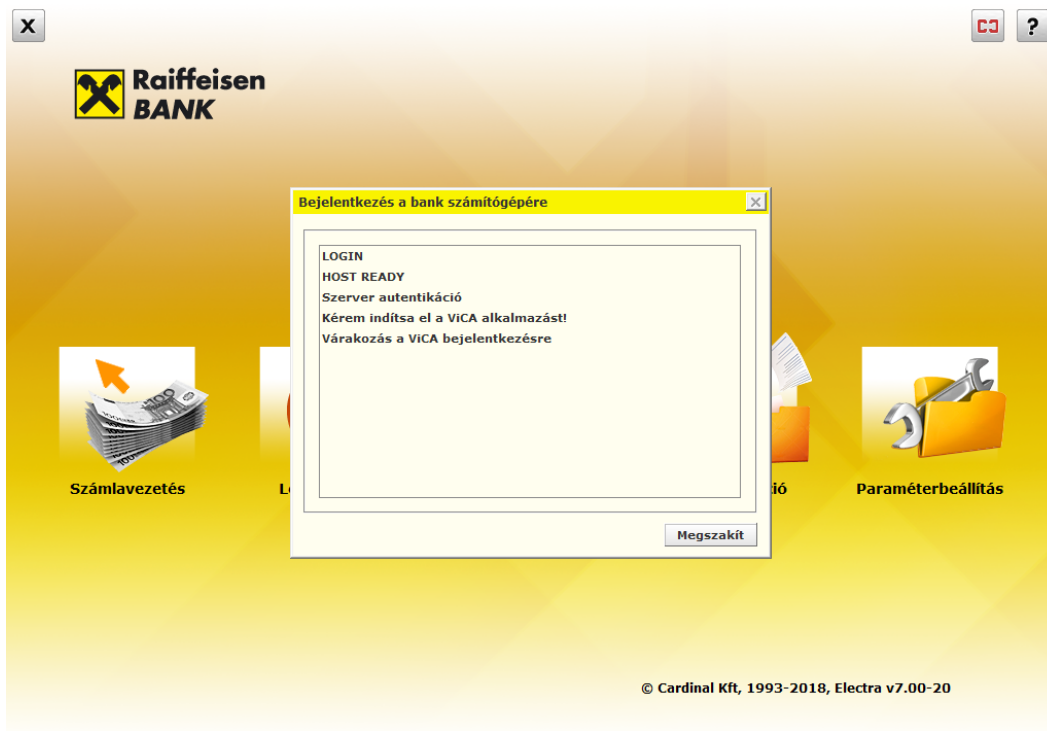 X
?
Raiffeisen
BANK
Bejelentkezés a bank számítógépére
LOGIN
HOST READY
Szerver autentikáció
Kérem indítsa el a ViCA alkalmazást!
Várakozás a ViCA bejelentkezésre
Megszakít
Számlavezetés
Paraméterbeállítás
© Cardinal Kft, 1993-2018, Electra v7.00-20